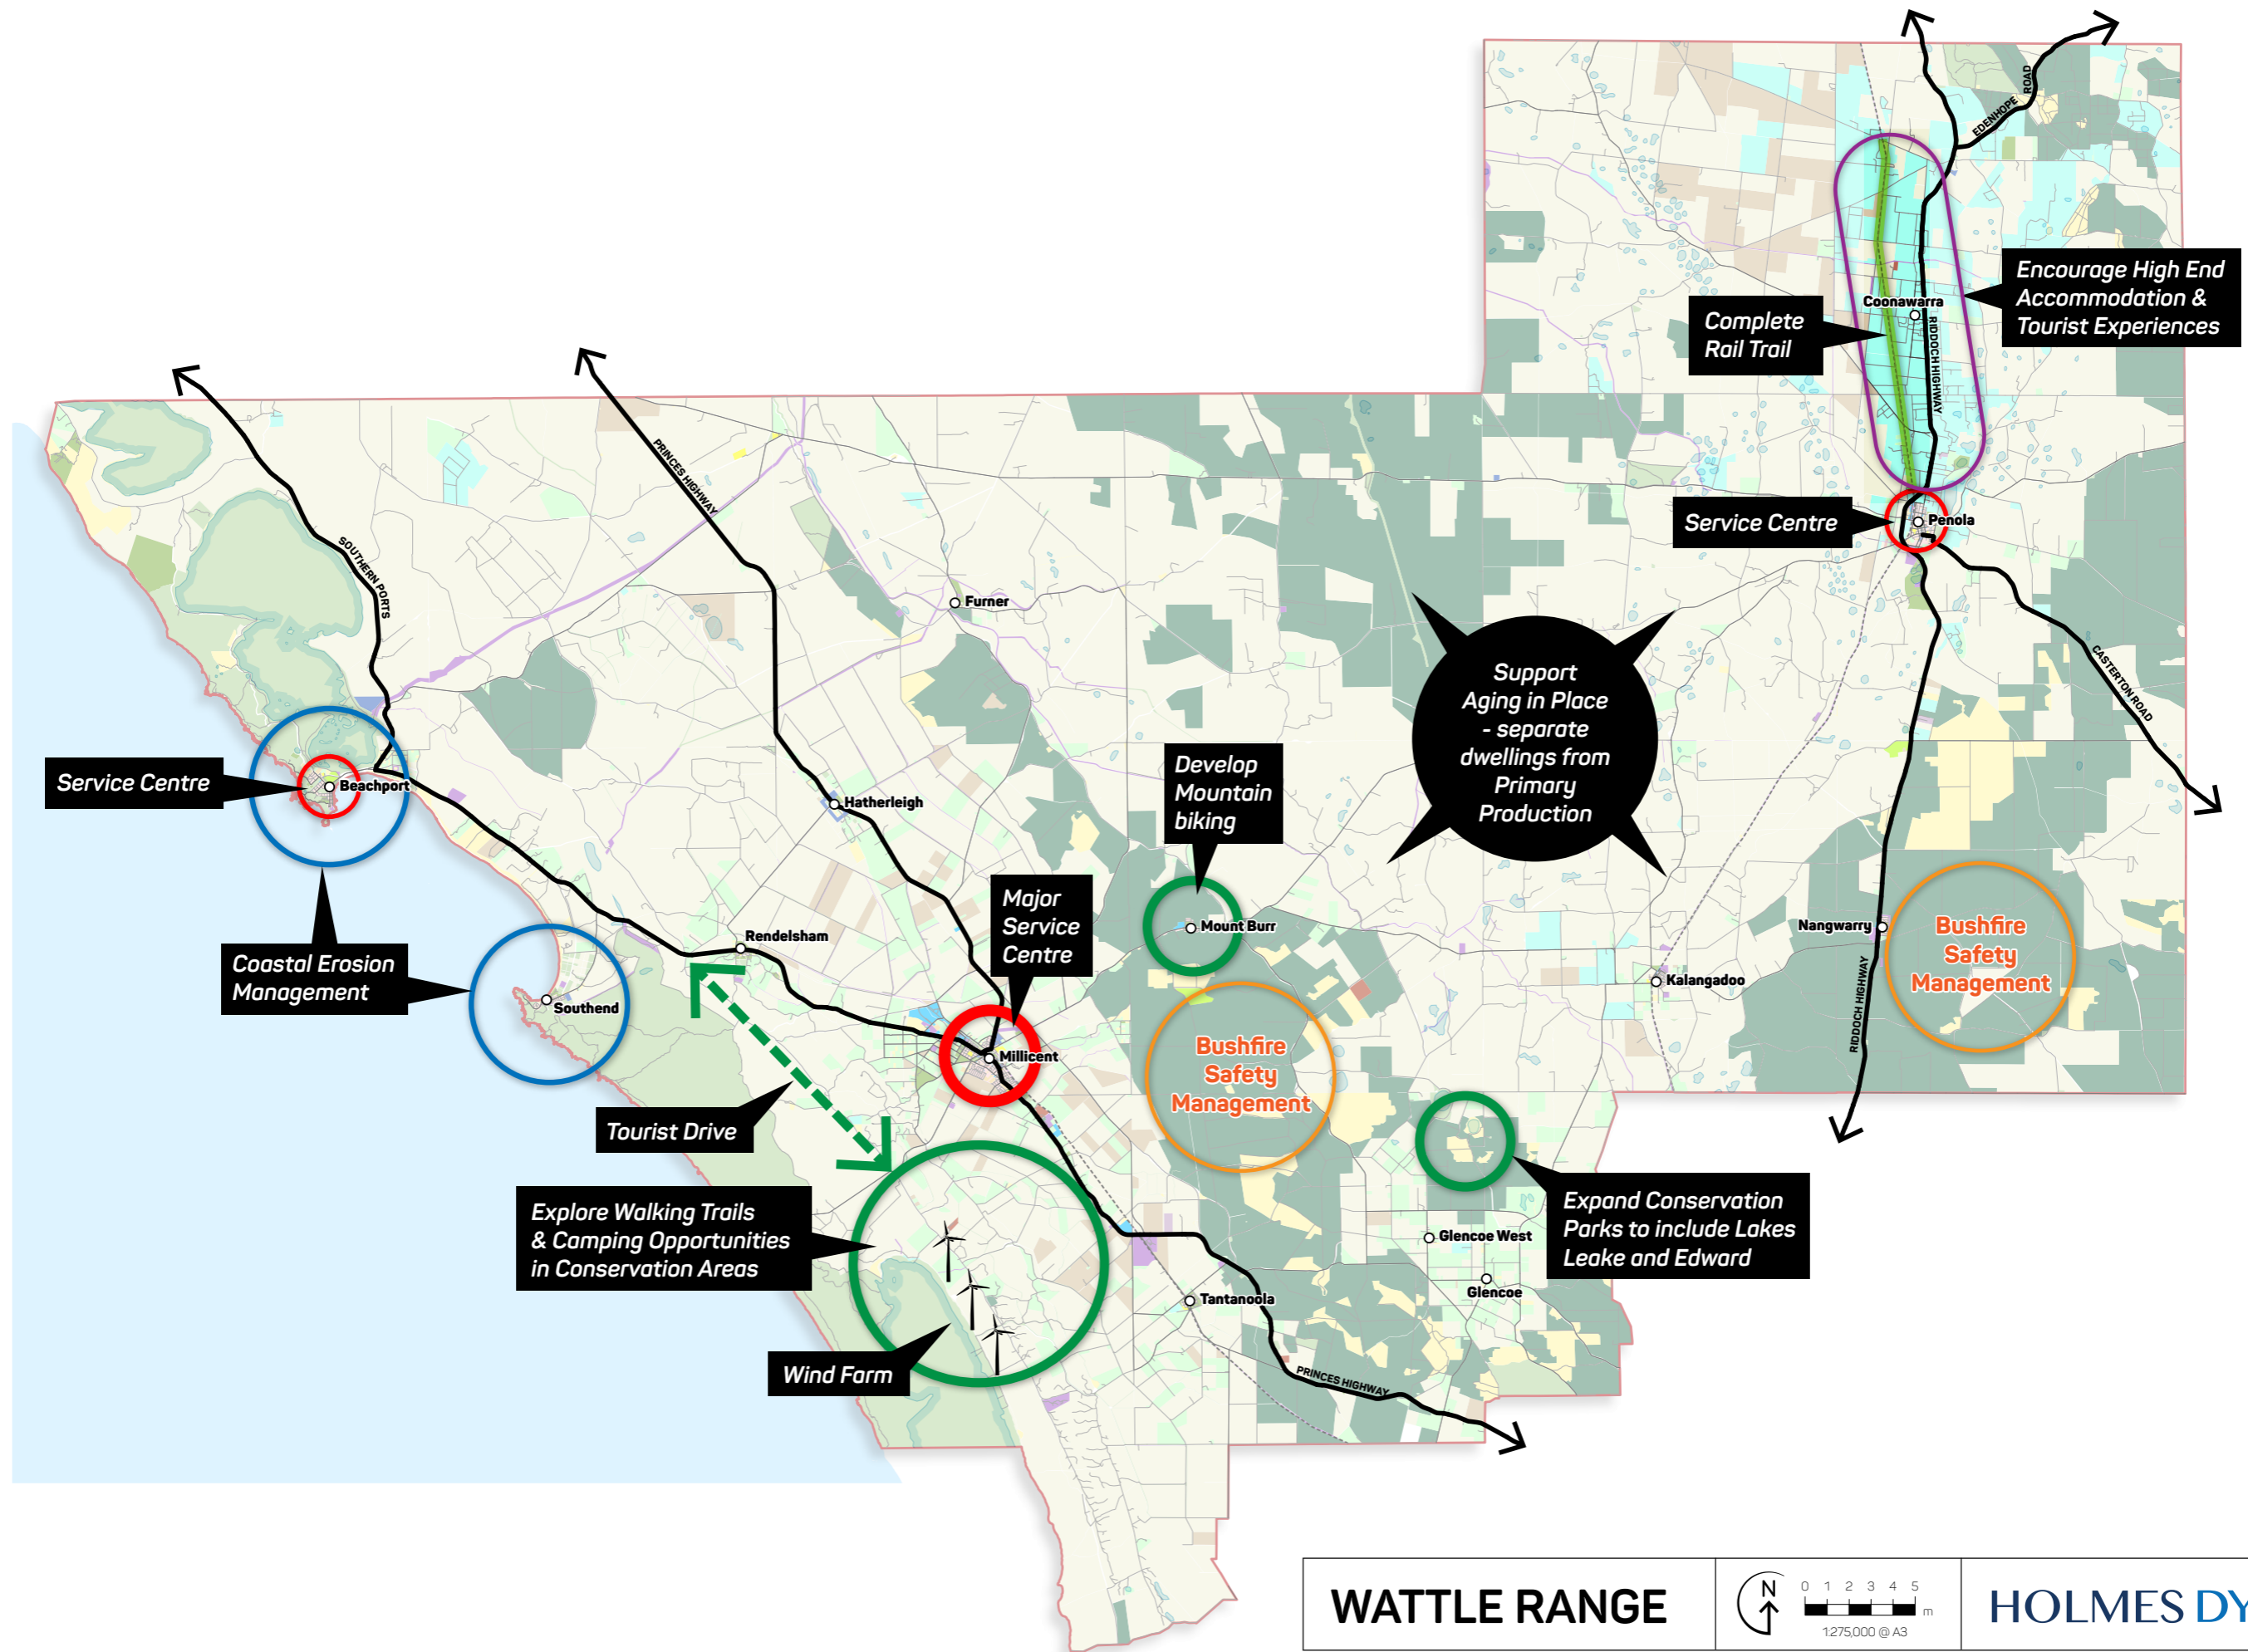 EDENHOPE ROAD
Encourage High End
Accommodation &
Tourist Experiences
Complete
Rail Trail
Coonawarra
RIDDOCH HIGHWAY
PRINCES HIGHWAY
Service Centre
Penola
SOUTHERN PORTS
Furner
Support
Aging in Place
- separate
dwellings from
Primary
Production
CASTERTON ROAD
Service Centre
Beachport
Develop
Mountain
biking
Hatherleigh
Major
Service
Centre
Mount Burr
Rendelsham
Nangwarry
Bushfire
Safety
Management
Coastal Erosion
Management
Southend
Kalangadoo
RIDDOCH HIGHWAY
Millicent
Bushfire
Safety
Management
Tourist Drive
Explore Walking Trails
& Camping Opportunities
in Conservation Areas
Expand Conservation
Parks to include Lakes
Leake and Edward
Glencoe West
Glencoe
Tantanoola
Wind Farm
PRINCES HIGHWAY
WATTLE RANGE
N
0 1 2 3 4 5
m
1:275,000 @ A3
HOLMES DY